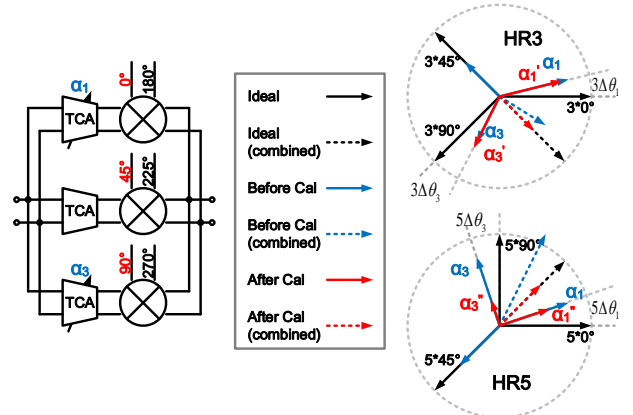 α1
0°
180°
TCA
45°
225°
TCA
α3
90°
270°
TCA
Ideal
Ideal
(combined)
Before Cal
Before Cal
(combined)
After Cal
After Cal
(combined)
HR3
3*45°
α1'
α1
3Δθ1
3*0°
3*90°
α3
α3'
3Δθ3
5Δθ3
5*90°
α3
α3"
α1
α1"
5Δθ1
5*0°
5*45°
HR5